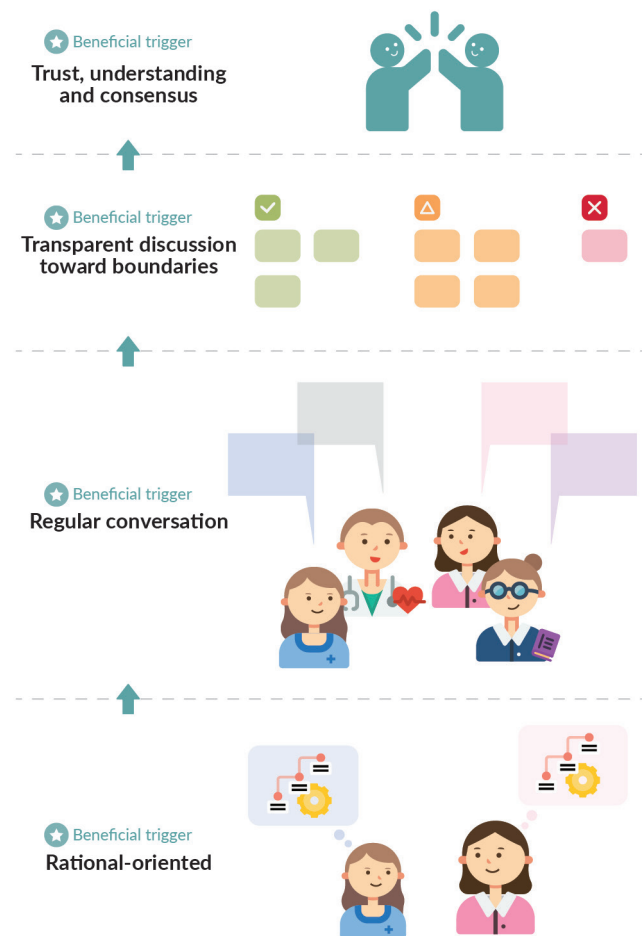 Beneficial trigger
Trust, understanding
and consensus
Beneficial trigger
Transparent discussion
toward boundaries
Beneficial trigger
Regular conversation
Beneficial trigger
Rational-oriented